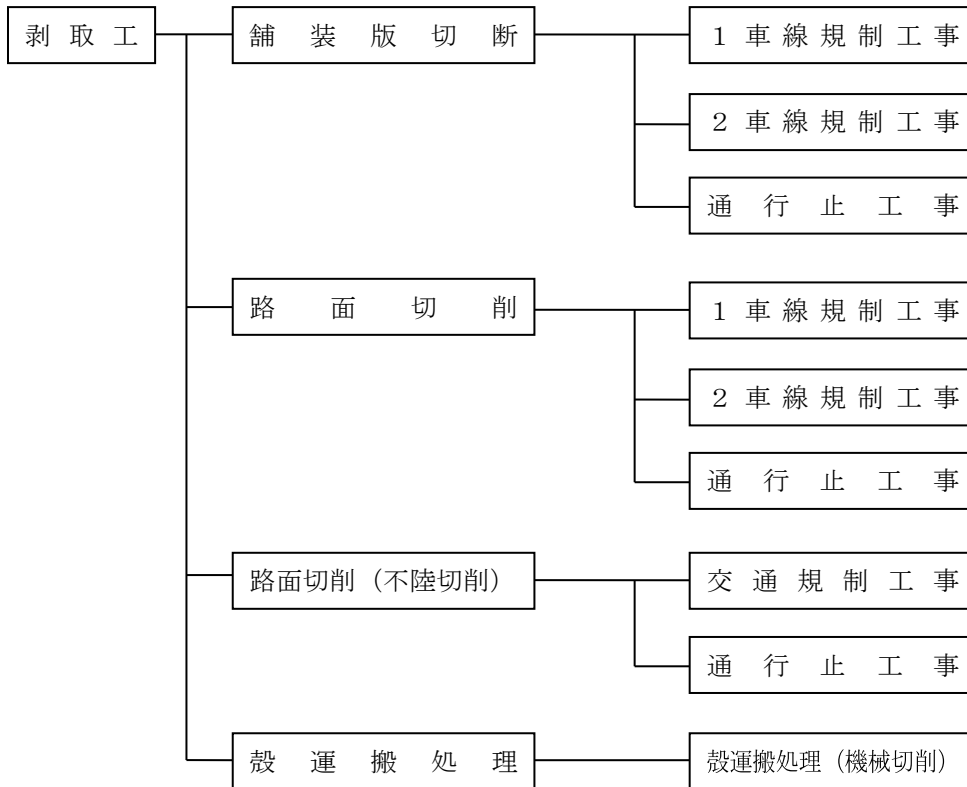 剥取工
舗装版切断
１車線規制工事
２車線規制工事
通行止工事
路面切削
１車線規制工事
２車線規制工事
通行止工事
路面切削（不陸切削）
交通規制工事
通行止工事
殻運搬処理
殻運搬処理（機械切削）